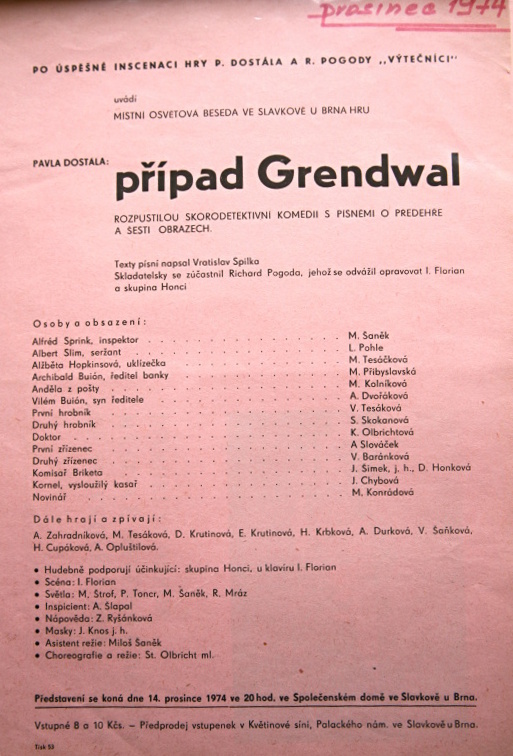 prosinec 1974
PO ÚSPĚŠNÉ INSCENACI HRY P. DOSTÁLA A R. POGODY „VÝTEČNÍCI"
uvádí
MÍSTNÍ OSVĚTOVÁ BESEDA VE SLAVKOVĚ U BRNA HRU
PAVLA DOSTÁLA:
případ Grendwal
ROZPUSTILOU SKORODETEKTIVNÍ KOMEDII S PÍSNĚMI O PŘEDEHŘE
A ŠESTI OBRAZECH.
Texty písní napsal Vratislav Spilka
Skladatelsky se zúčastnil Richard Pogoda, jehož se odvážil opravovat I. Florian
a skupina Honci
Osoby a obsazení:
Alfréd Sprink, inspektor . . . . . . . . . . M. Šaněk
Albert Slim, seržant . . . . . . . . . . L. Pohle
Alžběta Hopkinsová, uklízečka . . . . . . . . . . M. Tesáčková
Archibald Buión, ředitel banky . . . . . . . . . . M. Přibyslavská
Anděla z pošty . . . . . . . . . . M. Kalníková
Vilém Buión, syn ředitele . . . . . . . . . . A. Dvořáková
První hrobník . . . . . . . . . . V. Tesáková
Druhý hrobník . . . . . . . . . . S. Skokanová
Doktor . . . . . . . . . . K. Olbrichtová
První zřízenec . . . . . . . . . . A Slováček
Druhý zřízenec . . . . . . . . . . V. Baránková
Komisař Briketa . . . . . . . . . . J. Šimek, j. h., D. Honková
Kornel, vysloužilý kasař . . . . . . . . . . J. Chybová
Novinář . . . . . . . . . . M. Konrádová
Dále hrají a zpívají:
A. Zahradníková, M. Tesáková, D. Krutinová, E. Krutinová, H. Krbková, A. Durková, V. Šaňková,
H. Cupáková, A. Opluštilová.
• Hudebně podporují účinkující: skupina Honci, u klavíru I. Florian
• Scéna: I. Florian
• Světla: M. Štrof, P. Toncr, M. Šaněk, R. Mráz
• Inspicient: A. Šlapal
• Nápověda: Z. Ryšánková
• Masky: J. Knos j. h.
• Asistent režie: Miloš Šaněk
• Choreografie a režie: St. Olbricht ml.
Představení se koná dne 14. prosince 1974 ve 20 hod. ve Společenském domě ve Slavkově u Brna.
Vstupné 8 a 10 Kčs. – Předprodej vstupenek v Květinové síni, Palackého nám. ve Slavkově u Brna.
Tisk 53